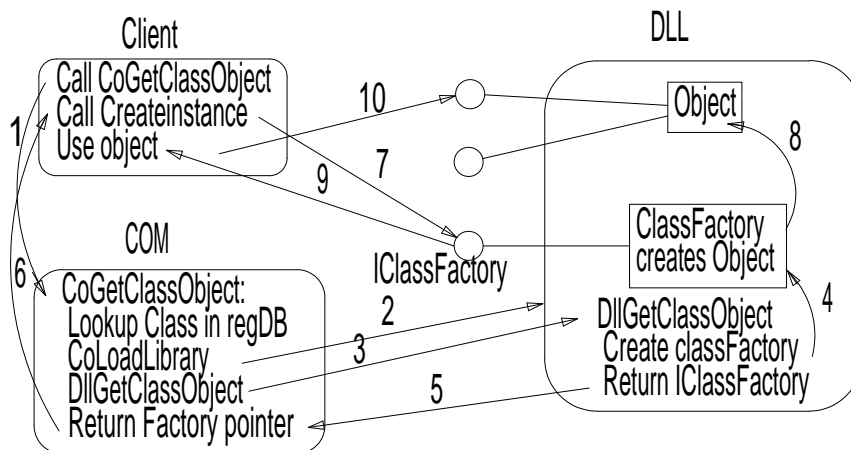 Client
Call CoGetClassObject
Call Createinstance
Use object
1
10
7
9
DLL
Object
8
ClassFactory
creates Object
IClassFactory
COM
6
CoGetClassObject:
Lookup Class in regDB
CoLoadLibrary
DllGetClassObject
Return Factory pointer
2
3
5
DllGetClassObject
Create classFactory
Return IClassFactory
4